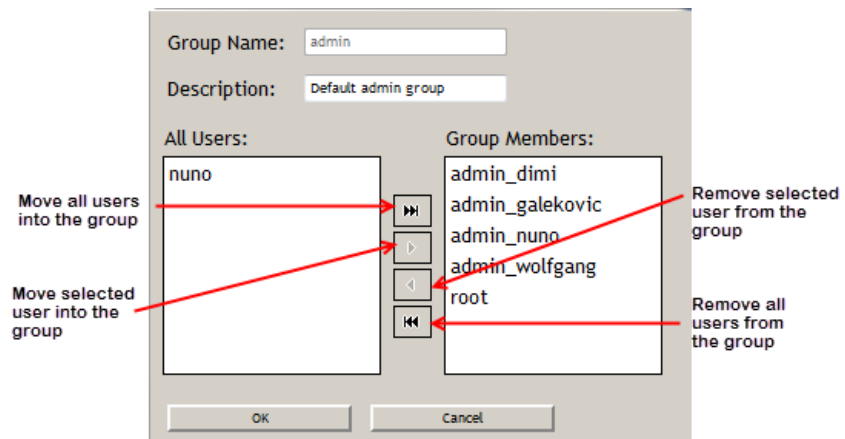 Group Name: admin
Description: Default admin group
All Users:
Group Members:
nuno
admin_dimi
admin_galekovic
admin_nuno
admin_wolfgang
root
Move all users
into the group
Move selected
user into the
group
Remove selected
user from the
group
Remove all
users from
the group
OK
Cancel